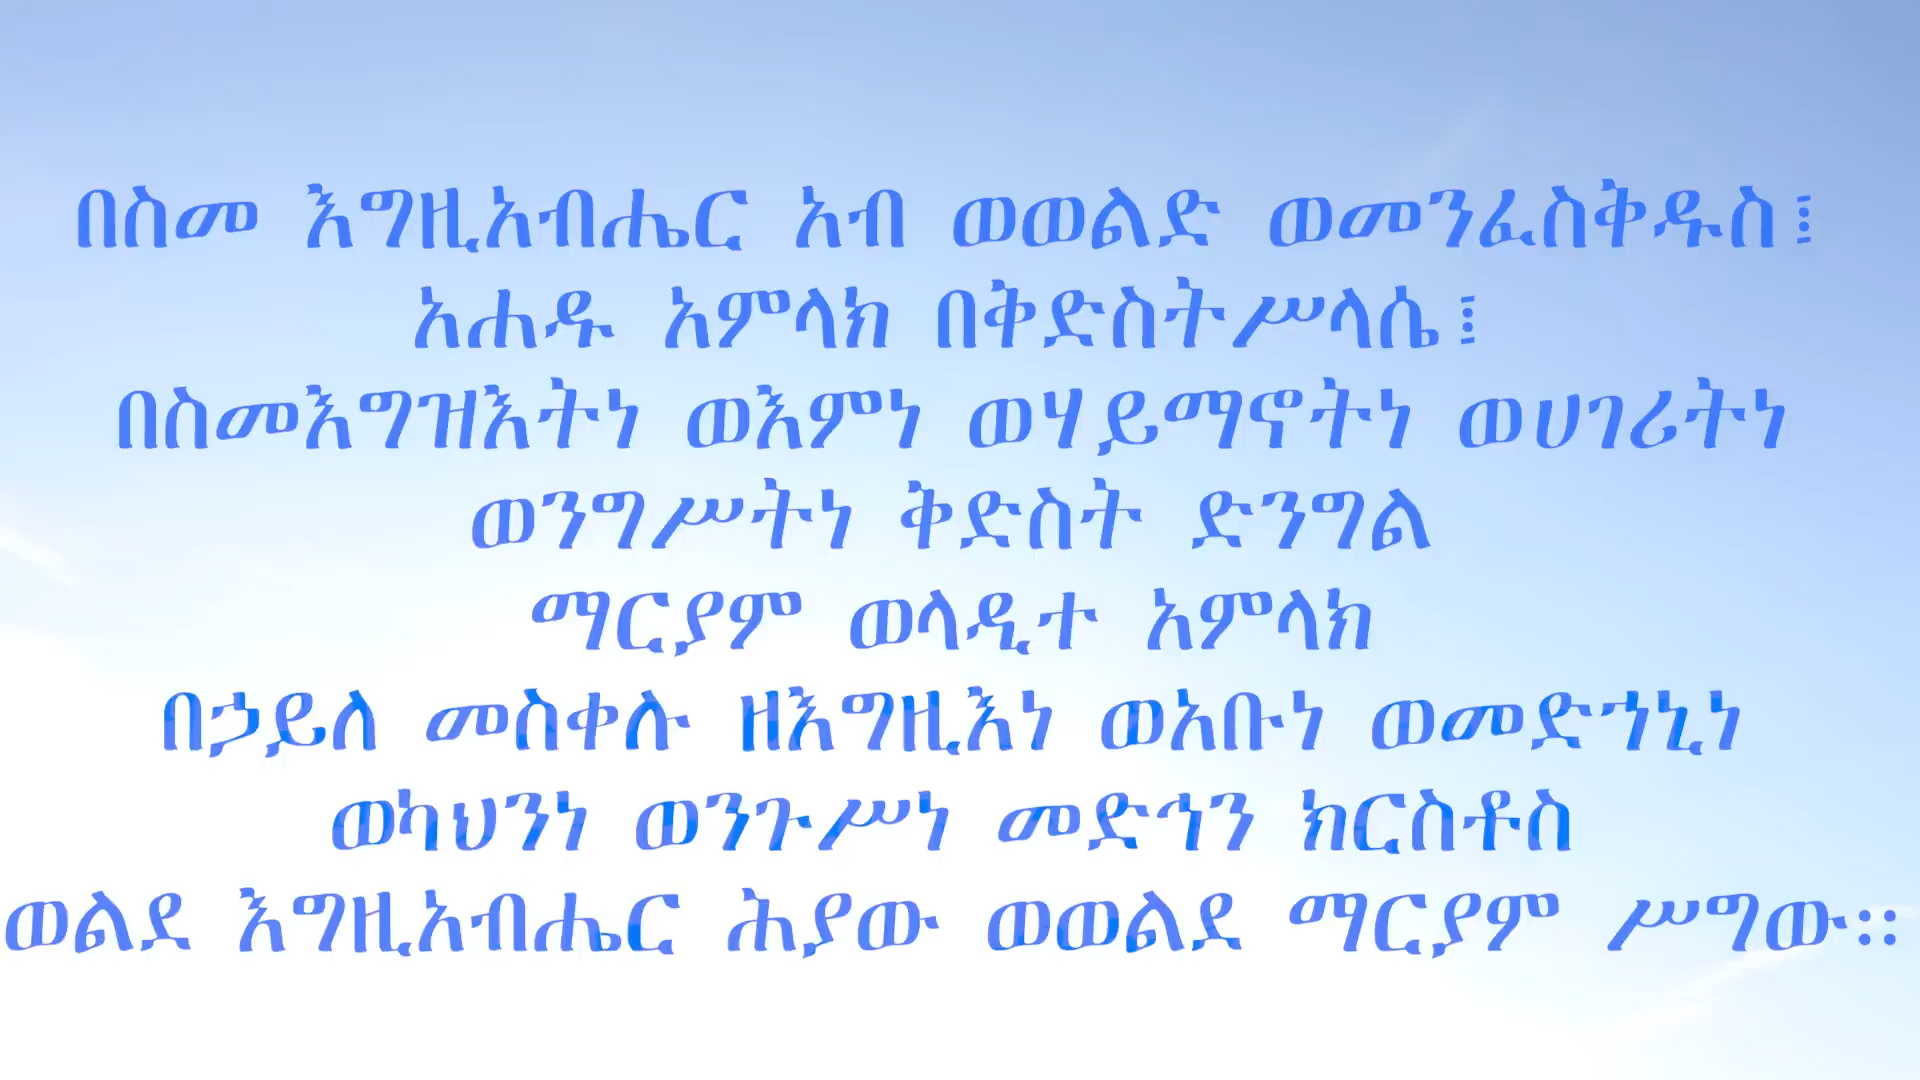 በስመ እግዚአብሔር አብ ወወልድ ወመንፈስቅዱስ፤
አሐዱ አምላክ በቅድስትሥላሴ፤
በስመእግዝእትነ ወእምነ ወሃይማኖትነ ወሀገሪትነ
ወንግሥትነ ቅድስት ድንግል
ማርያም ወላዲተ አምላክ
በኃይለ መስቀሉ ዘእግዚእነ ወአቡነ ወመድኀኒነ
ወካህንነ ወንጉሥነ መድኅን ክርስቶስ
ወልደ እግዚአብሔር ሕያው ወወልደ ማርያም ሥግው።